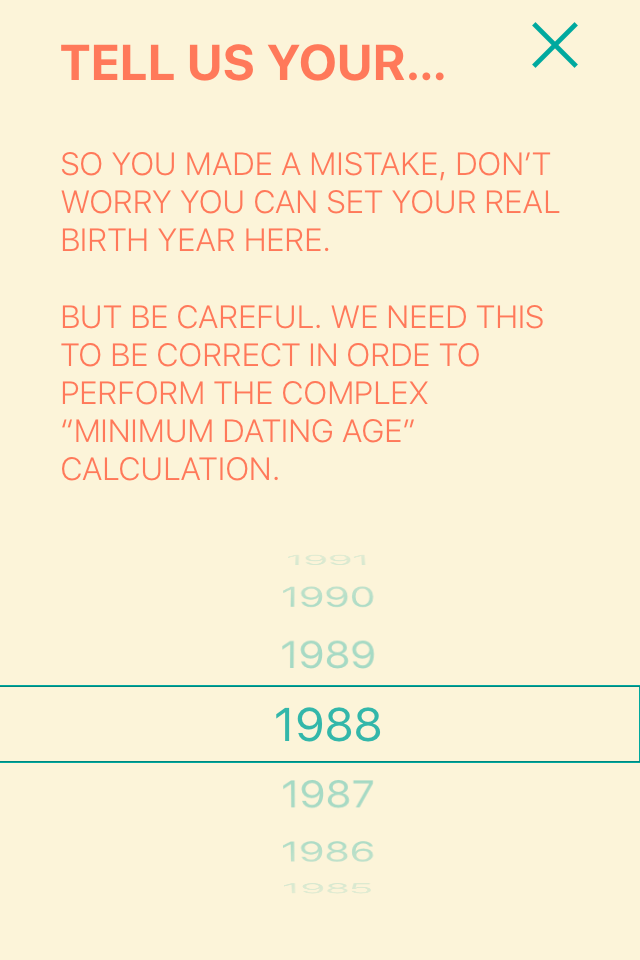 TELL US YOUR...
SO YOU MADE A MISTAKE, DON’T
WORRY YOU CAN SET YOUR REAL
BIRTH YEAR HERE.
BUT BE CAREFUL. WE NEED THIS
TO BE CORRECT IN ORDE TO
PERFORM THE COMPLEX
“MINIMUM DATING AGE”
CALCULATION.
1991
1990
1989
1988
1987
1986
1985